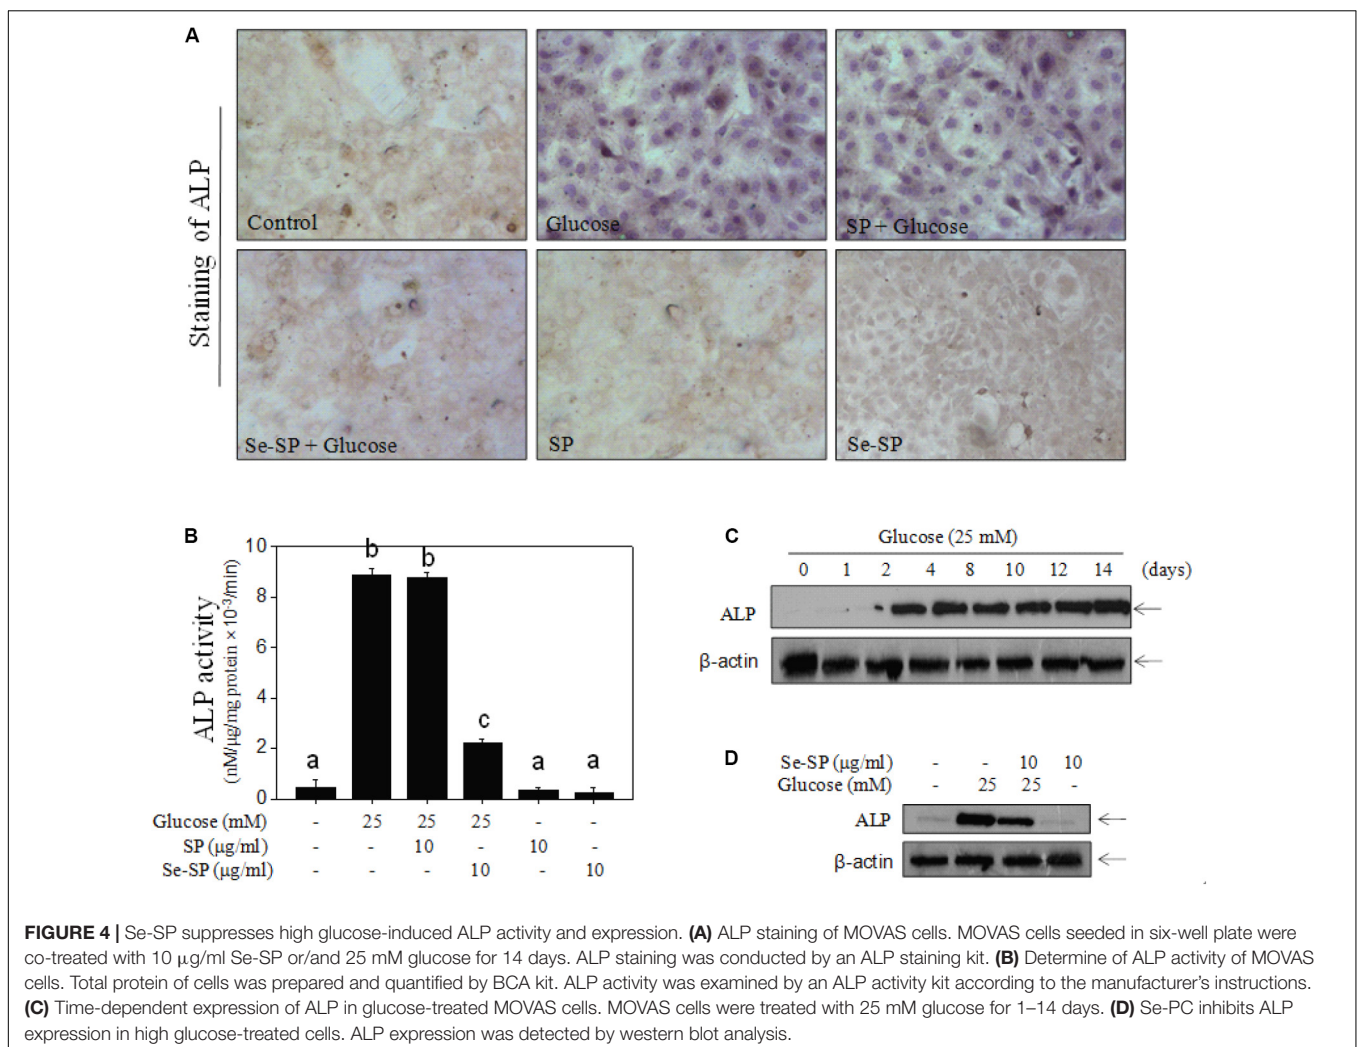 A
Staining of ALP
Control
Glucose
SP + Glucose
Se-SP + Glucose
SP
Se-SP
B
ALP activity
(nM/μg/mg protein ×10⁻³/min)
10
8
6
4
2
0
a
b
b
c
a
a
Glucose (mM) - 25 25 25 - -
SP (μg/ml) - - 10 - 10 -
Se-SP (μg/ml) - - - 10 - 10
C
Glucose (25 mM)
0 1 2 4 8 10 12 14 (days)
ALP
β-actin
D
Se-SP (μg/ml) - - 10 10
Glucose (mM) - 25 25 -
ALP
β-actin
FIGURE 4 | Se-SP suppresses high glucose-induced ALP activity and expression. (A) ALP staining of MOVAS cells. MOVAS cells seeded in six-well plate were
co-treated with 10 μg/ml Se-SP or/and 25 mM glucose for 14 days. ALP staining was conducted by an ALP staining kit. (B) Determine of ALP activity of MOVAS
cells. Total protein of cells was prepared and quantified by BCA kit. ALP activity was examined by an ALP activity kit according to the manufacturer's instructions.
(C) Time-dependent expression of ALP in glucose-treated MOVAS cells. MOVAS cells were treated with 25 mM glucose for 1–14 days. (D) Se-PC inhibits ALP
expression in high glucose-treated cells. ALP expression was detected by western blot analysis.